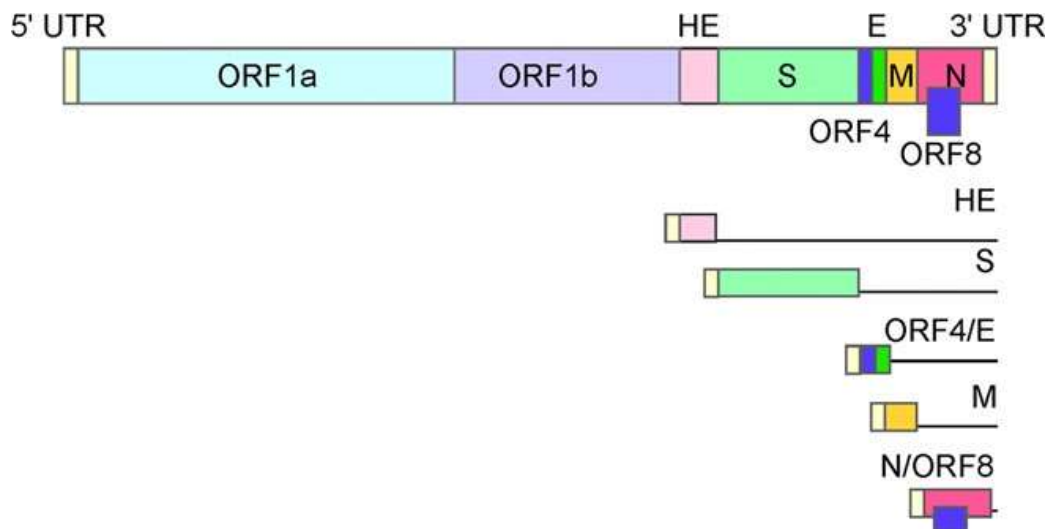 5' UTR HE E 3' UTR
ORF1a ORF1b S M N
ORF4
ORF8
HE
S
ORF4/E
M
N/ORF8